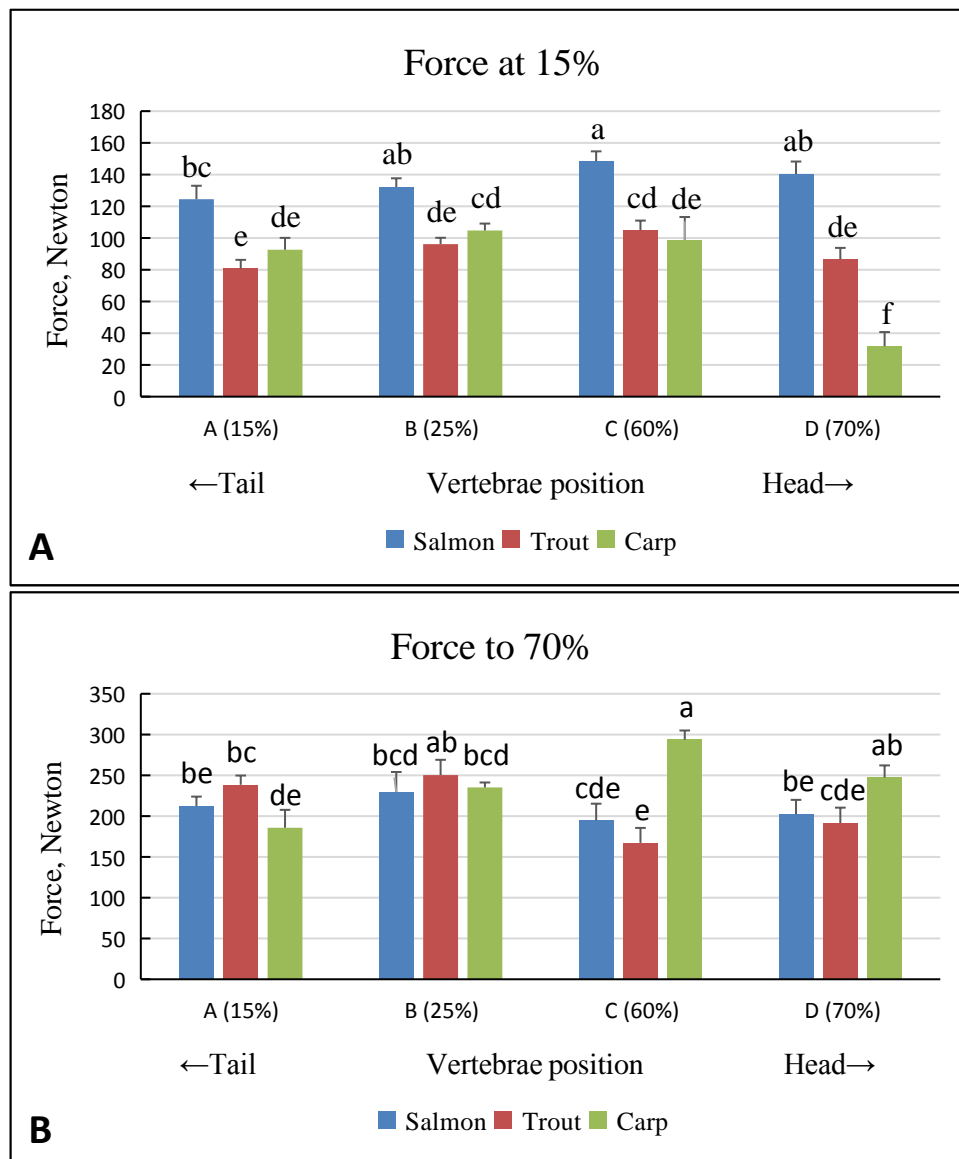 Force at 15%
Force, Newton
180
160
140
120
100
80
60
40
20
0
bc
e
de
ab
de
cd
a
cd
de
ab
de
f
A (15%) B (25%) C (60%) D (70%)
←Tail Vertebrae position Head→
Salmon Trout Carp
A
Force to 70%
Force, Newton
350
300
250
200
150
100
50
0
be
bc
de
bcd
ab
bcd
cde
e
a
be
cde
ab
A (15%) B (25%) C (60%) D (70%)
←Tail Vertebrae position Head→
Salmon Trout Carp
B